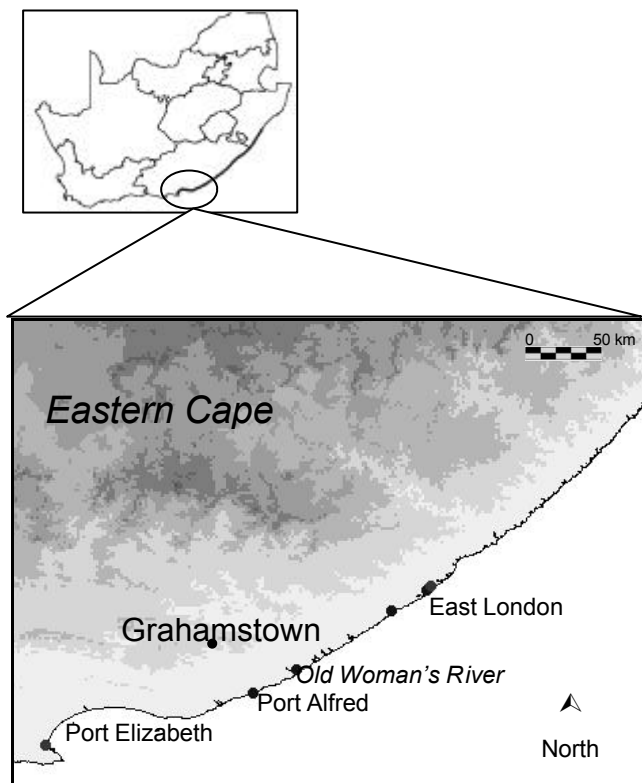 0 50 km
Eastern Cape
East London
Grahamstown
Old Woman's River
Port Alfred
Port Elizabeth
North